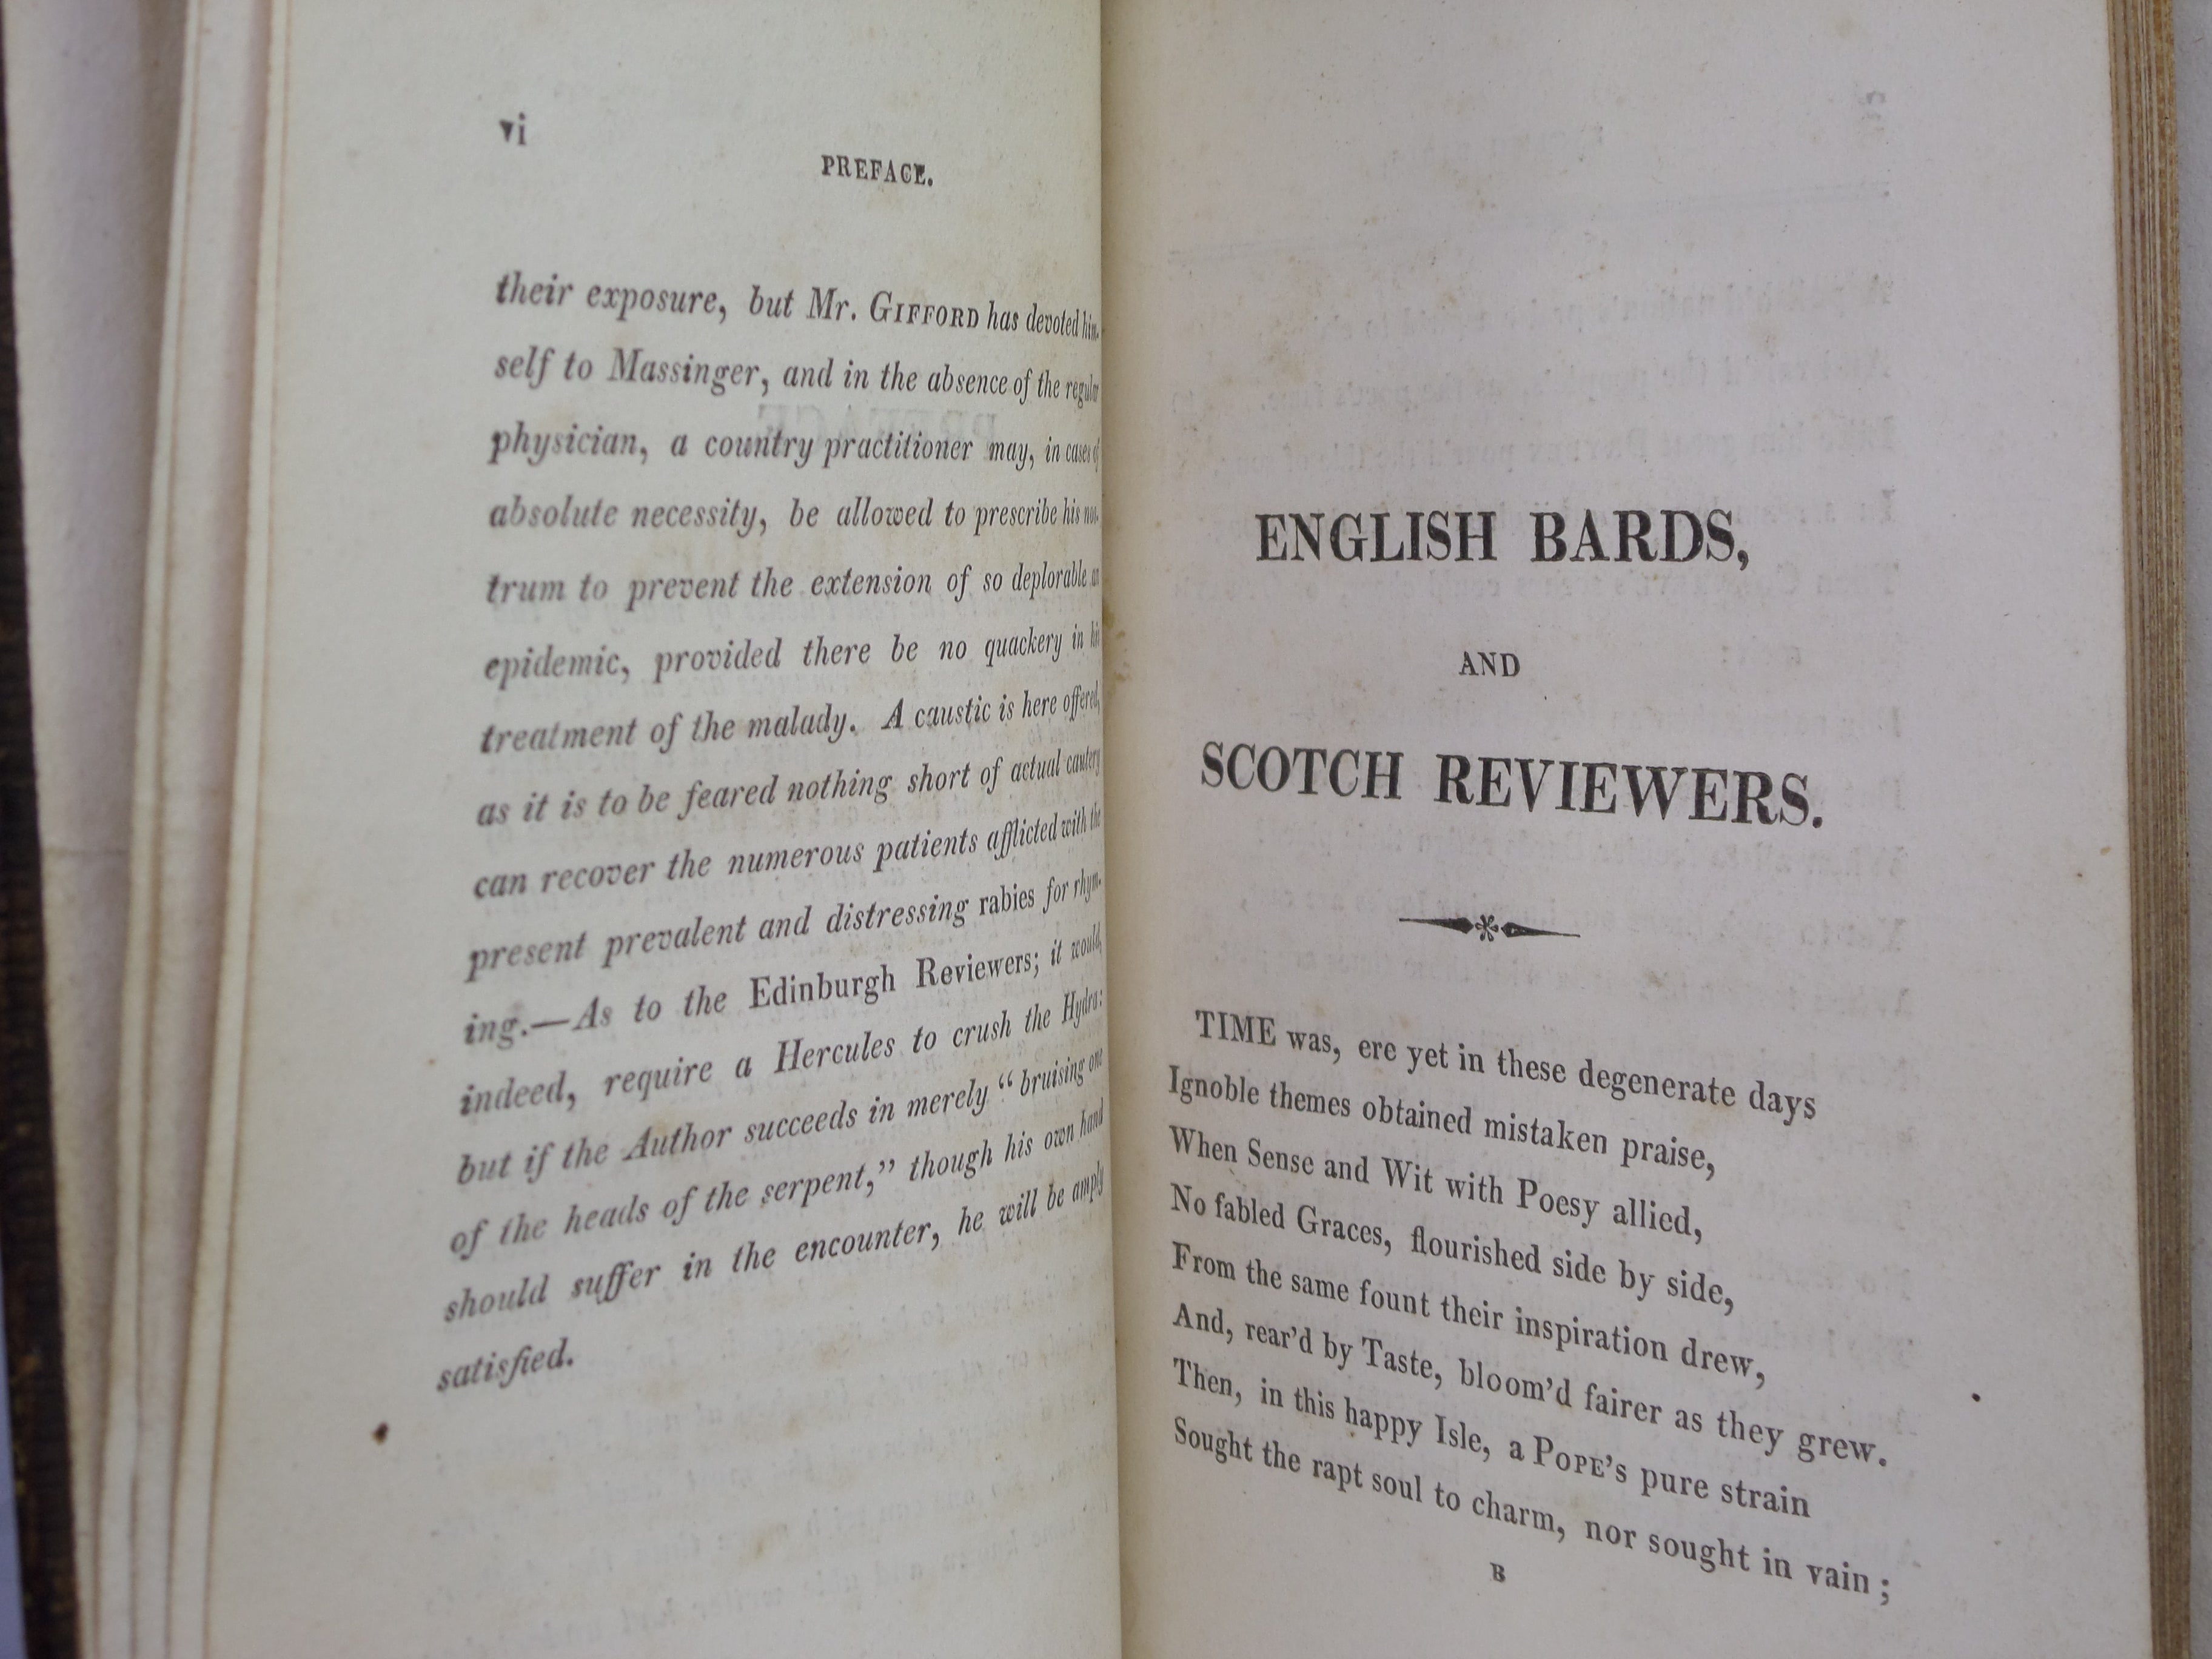 vi
PREFACE.
their exposure, but Mr. GIFFORD has devoted him-
self to Massinger, and in the absence of the regular
physician, a country practitioner may, in cases of
absolute necessity, be allowed to prescribe his nos-
trum to prevent the extension of so deplorable an
epidemic, provided there be no quackery in his
treatment of the malady. A caustic is here offered,
as it is to be feared nothing short of actual cautery
can recover the numerous patients afflicted with the
present prevalent and distressing rabies for rhym-
ing.—As to the Edinburgh Reviewers; it would,
indeed, require a Hercules to crush the Hydra:
but if the Author succeeds in merely “ bruising one
of the heads of the serpent,” though his own hand
should suffer in the encounter, he will be amply
satisfied.
ENGLISH BARDS,
AND
SCOTCH REVIEWERS.
TIME was, ere yet in these degenerate days
Ignoble themes obtained mistaken praise,
When Sense and Wit with Poesy allied,
No fabled Graces, flourished side by side,
From the same fount their inspiration drew,
And, rear'd by Taste, bloom'd fairer as they grew.
Then, in this happy Isle, a POPE's pure strain
Sought the rapt soul to charm, nor sought in vain ;
B